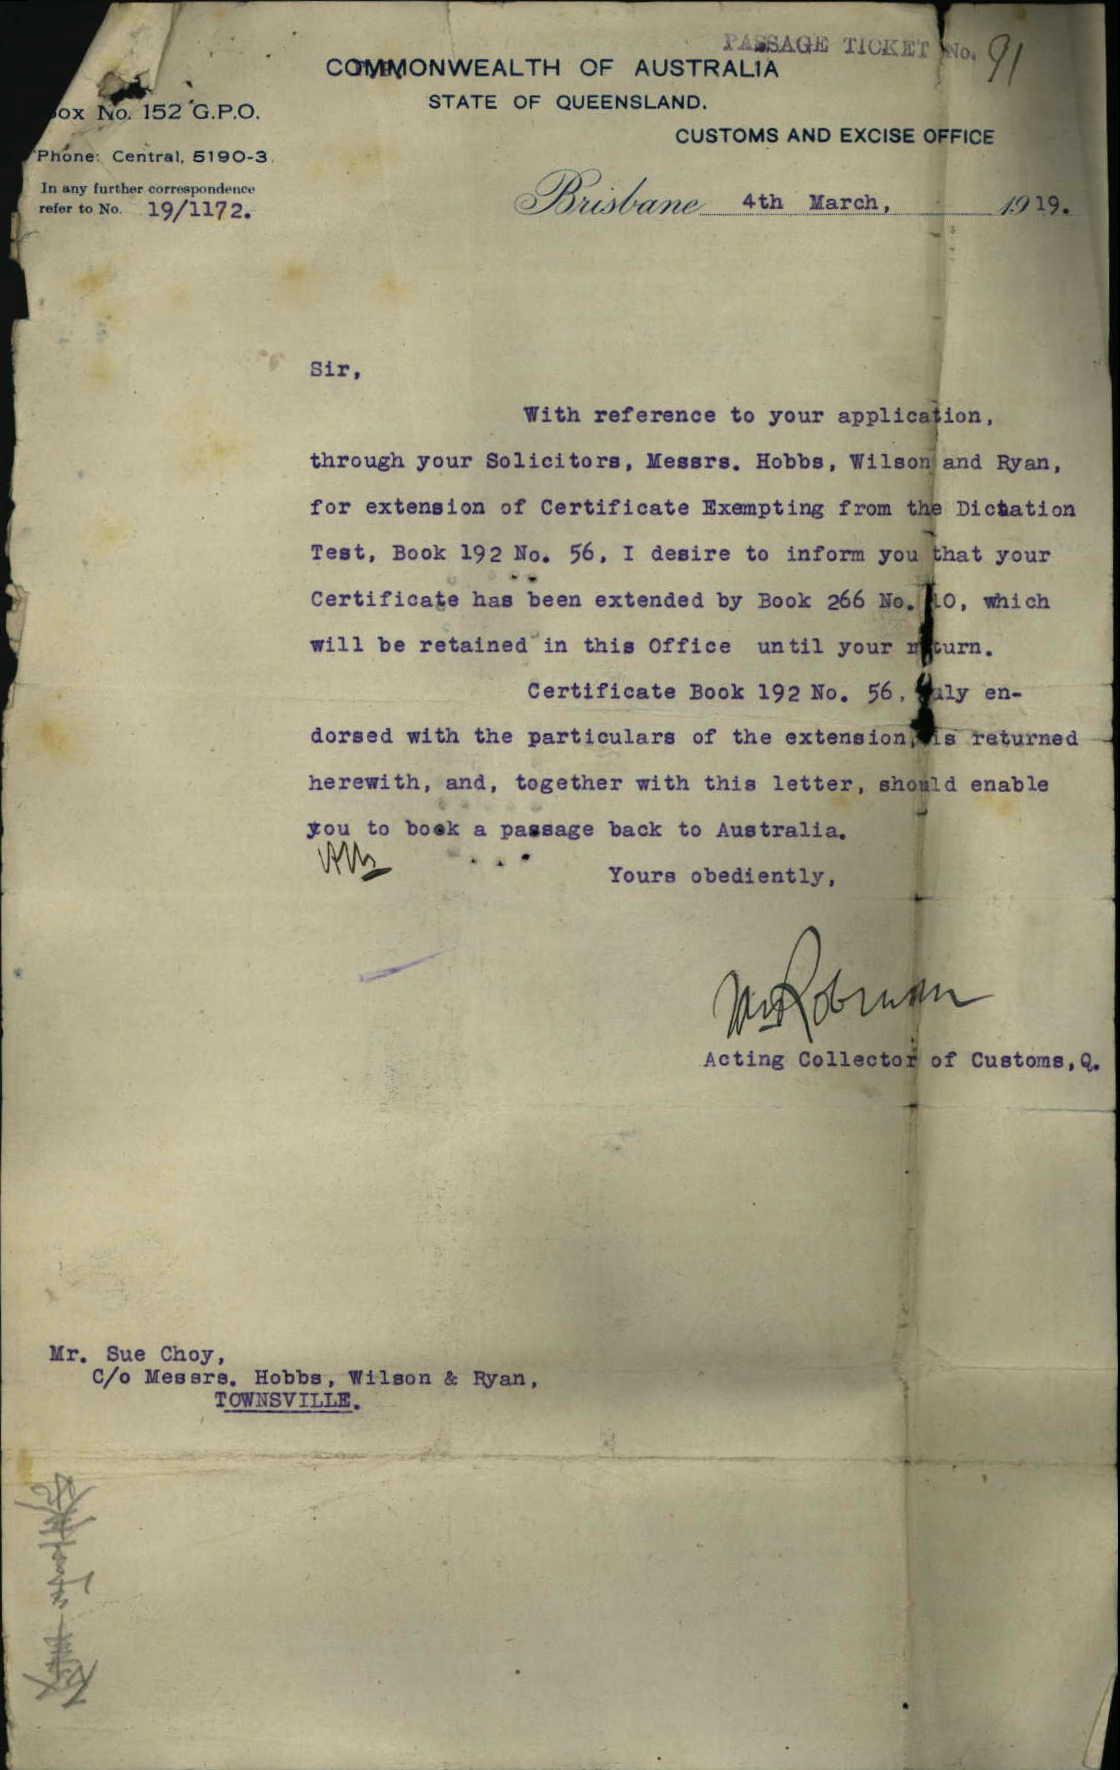 PASSAGE TICKET No. 91
COMMONWEALTH OF AUSTRALIA
STATE OF QUEENSLAND.
ox No. 152 G.P.O.
CUSTOMS AND EXCISE OFFICE
Phone: Central, 5190-3.
In any further correspondence
refer to No. 19/1172.
Brisbane 4th March, 1919.
Sir,
With reference to your application,
through your Solicitors, Messrs. Hobbs, Wilson and Ryan,
for extension of Certificate Exempting from the Dictation
Test, Book 192 No. 56, I desire to inform you that your
Certificate has been extended by Book 266 No. 10, which
will be retained in this Office until your return.
Certificate Book 192 No. 56, duly en-
dorsed with the particulars of the extension, is returned
herewith, and, together with this letter, should enable
you to book a passage back to Australia.
Yours obediently,
Acting Collector of Customs, Q.
Mr. Sue Choy,
C/o Messrs. Hobbs, Wilson & Ryan,
TOWNSVILLE.